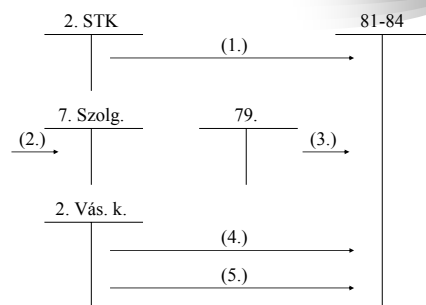 2. STK 81-84
(1.)
7. Szolg. 79.
(2.) (3.)
2. Vás. k.
(4.)
(5.)